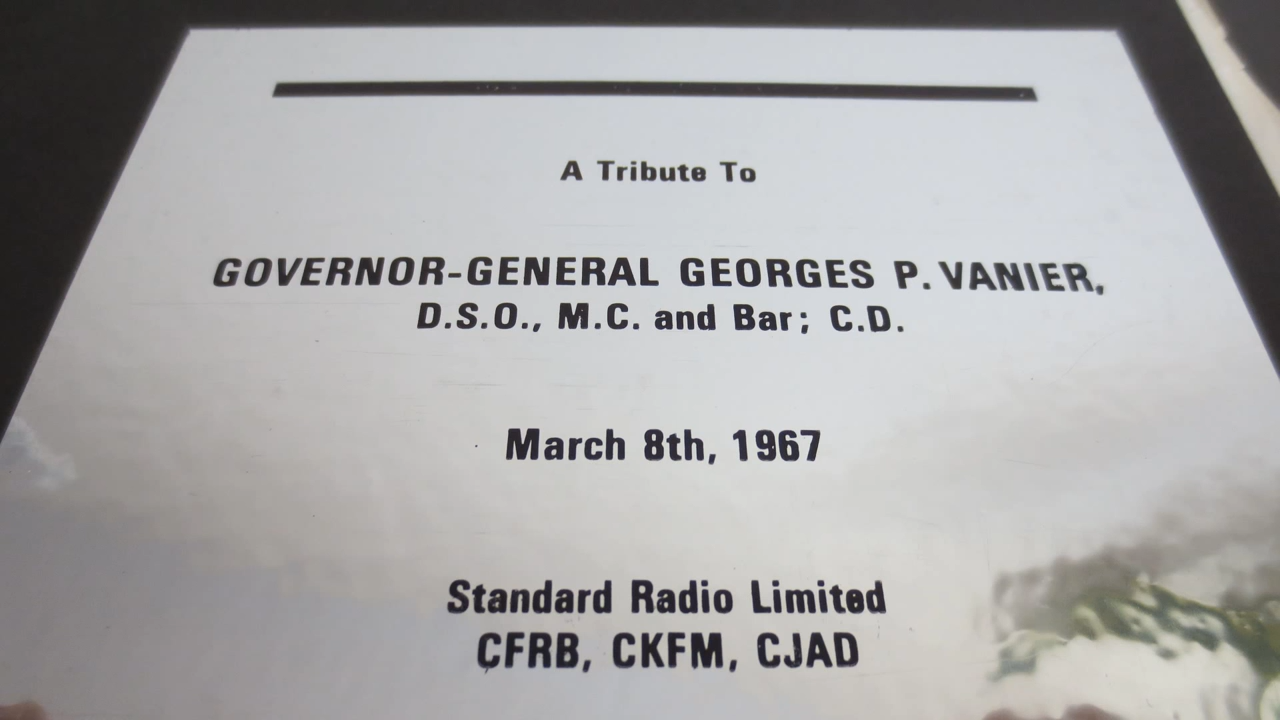 A Tribute To
GOVERNOR-GENERAL GEORGES P. VANIER,
D.S.O., M.C. and Bar; C.D.
March 8th, 1967
Standard Radio Limited
CFRB, CKFM, CJAD